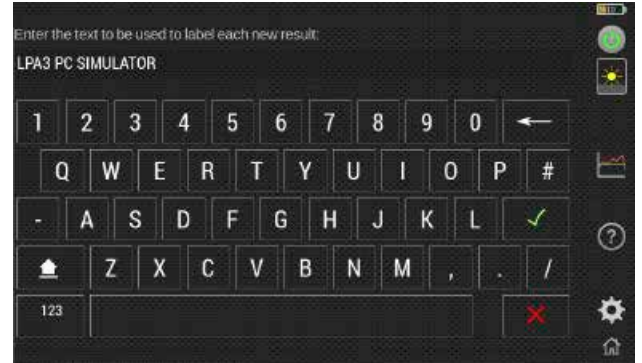 Enter the text to be used to label each new result:
LPA3 PC SIMULATOR
1 2 3 4 5 6 7 8 9 0
Q W E R T Y U I O P #
- A S D F G H J K L
Z X C V B N M , . /
123
?